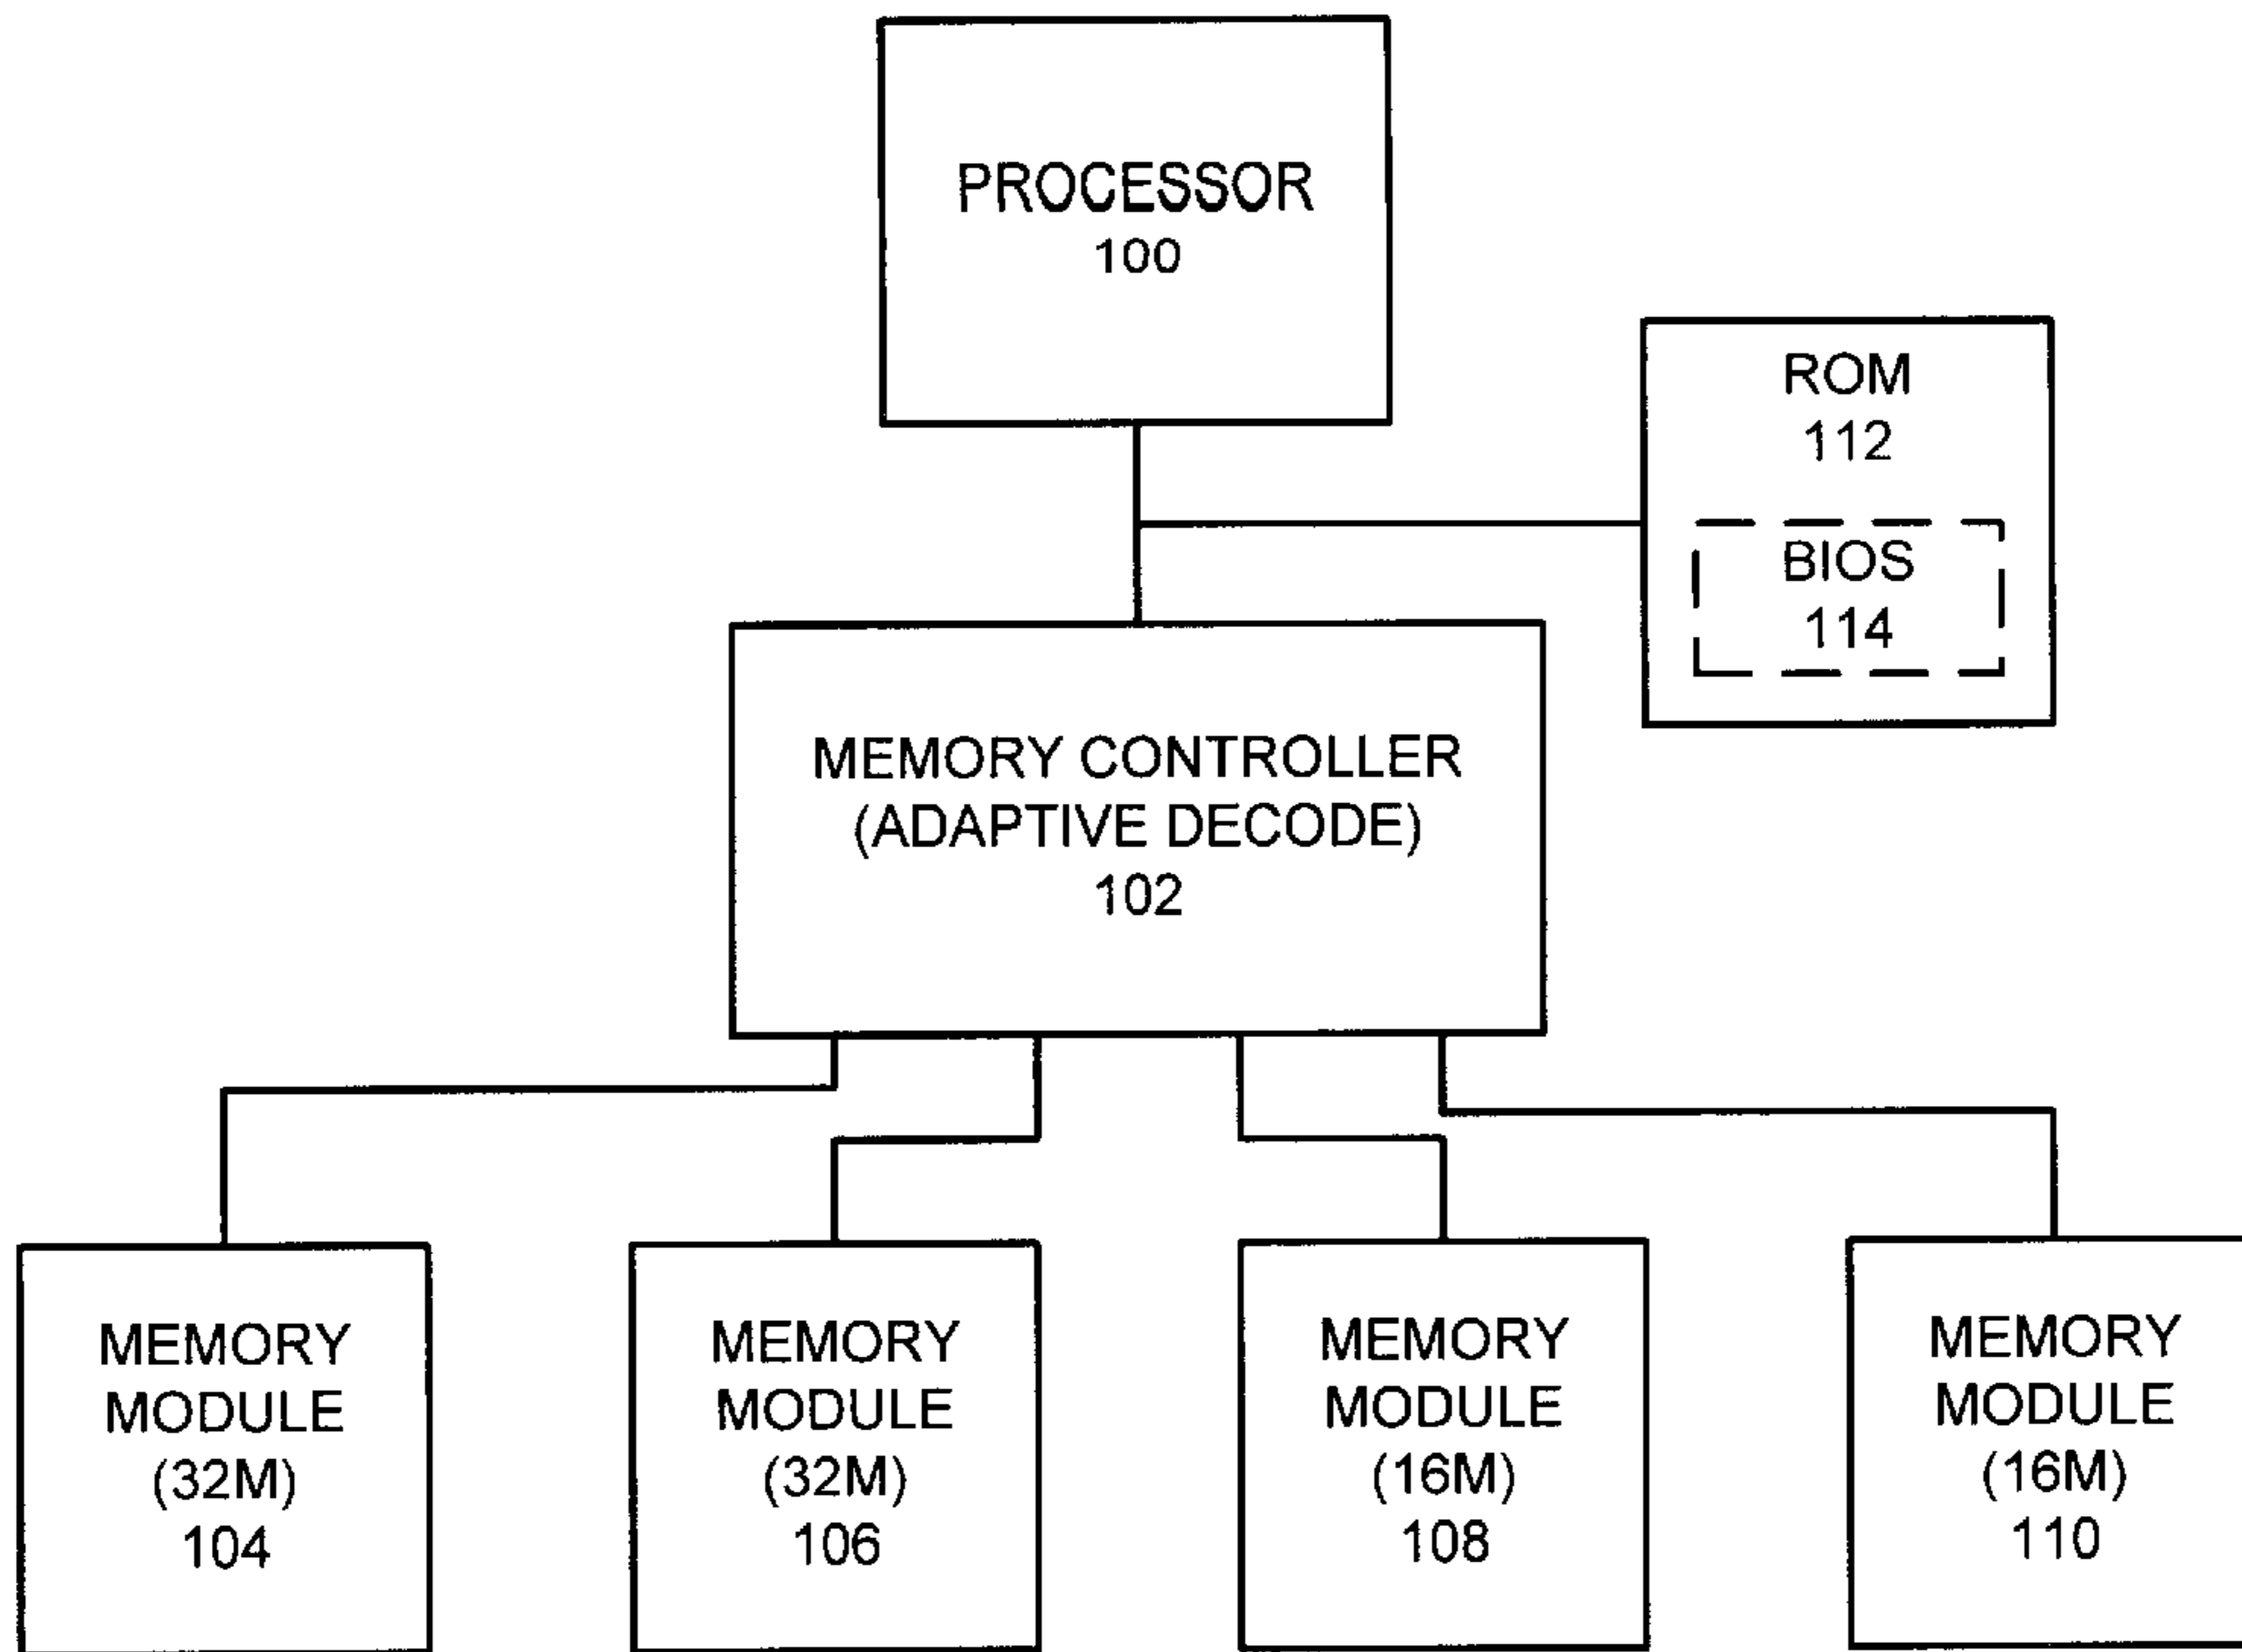 PROCESSOR
100
ROM
112
BIOS
114
MEMORY CONTROLLER
(ADAPTIVE DECODE)
102
MEMORY
MODULE
(32M)
104
MEMORY
MODULE
(32M)
106
MEMORY
MODULE
(16M)
108
MEMORY
MODULE
(16M)
110